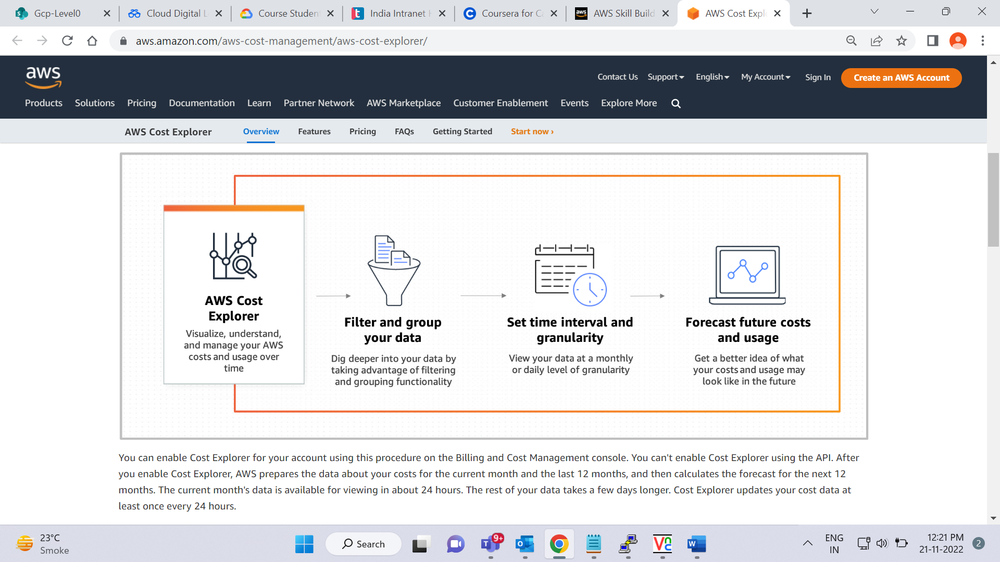 Gcp-Level0
Cloud Digital L
Course Studen
India Intranet H
Coursera for Ca
AWS Skill Build
AWS Cost Explo
aws.amazon.com/aws-cost-management/aws-cost-explorer/
aws
Contact Us Support English My Account Sign In Create an AWS Account
Products Solutions Pricing Documentation Learn Partner Network AWS Marketplace Customer Enablement Events Explore More
AWS Cost Explorer Overview Features Pricing FAQs Getting Started Start now ›
AWS Cost
Explorer
Visualize, understand,
and manage your AWS
costs and usage over
time
Filter and group
your data
Dig deeper into your data by
taking advantage of filtering
and grouping functionality
Set time interval and
granularity
View your data at a monthly
or daily level of granularity
Forecast future costs
and usage
Get a better idea of what
your costs and usage may
look like in the future
You can enable Cost Explorer for your account using this procedure on the Billing and Cost Management console. You can't enable Cost Explorer using the API. After
you enable Cost Explorer, AWS prepares the data about your costs for the current month and the last 12 months, and then calculates the forecast for the next 12
months. The current month's data is available for viewing in about 24 hours. The rest of your data takes a few days longer. Cost Explorer updates your cost data at
least once every 24 hours.
23°C
Smoke
Search
9+
ENG
IN
12:21 PM
21-11-2022
2